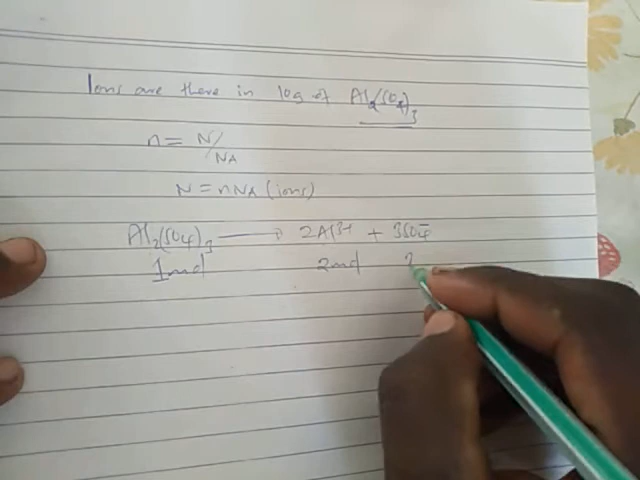 Ions are there in 10g of Al2(SO4)3
n = N/NA
N = nNA (ions)
Al2(SO4)3 → 2Al3+ + 3SO4-
1mol 2mol